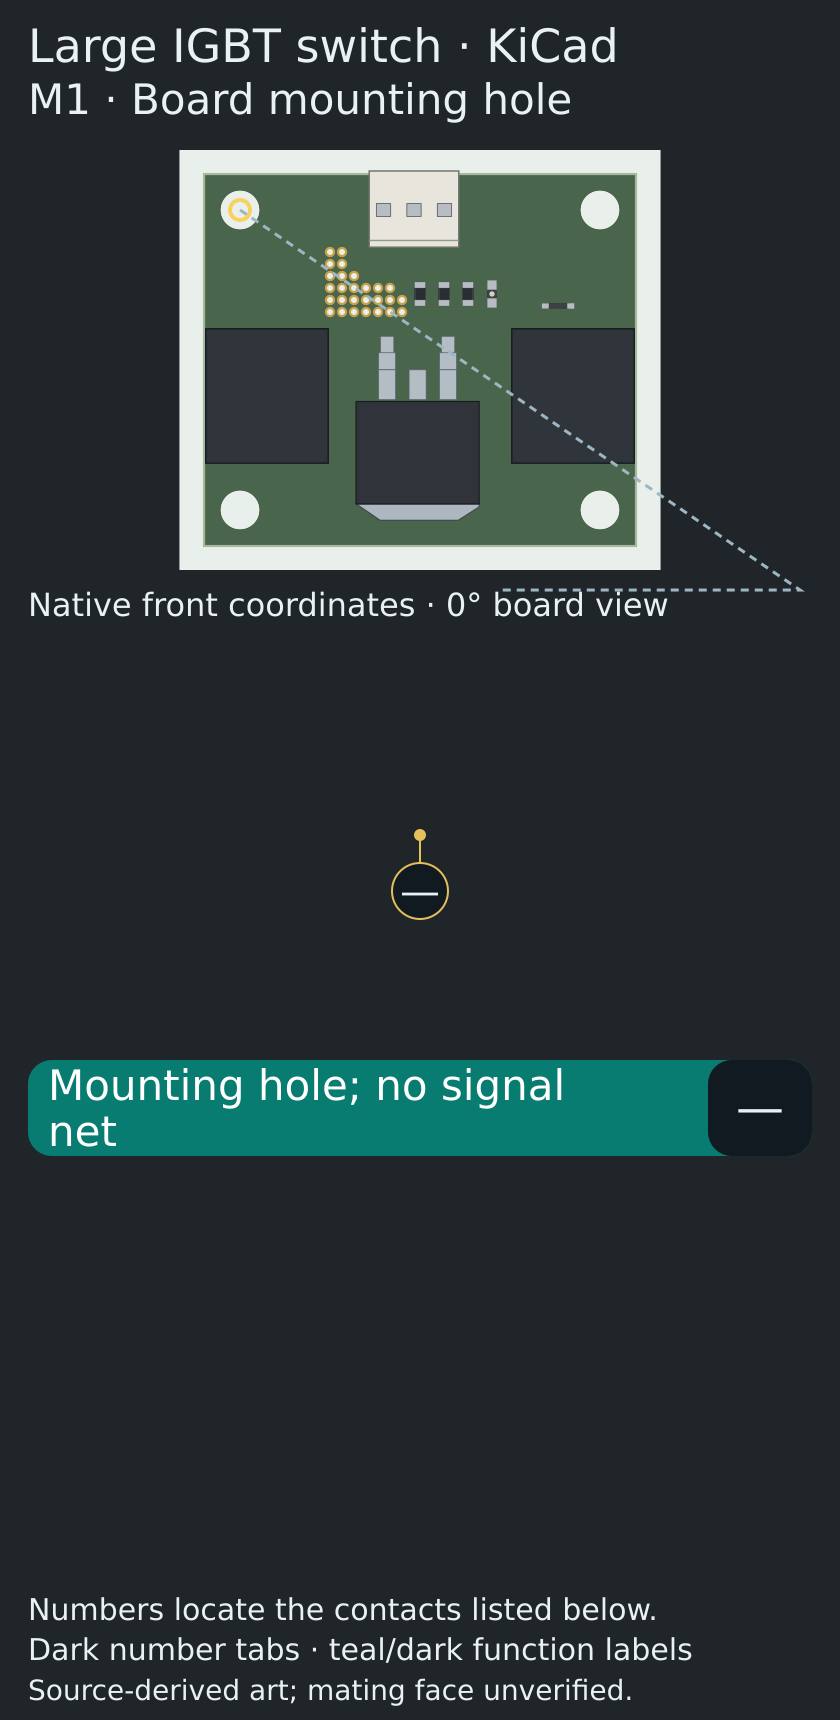 Large IGBT switch · KiCad
M1 · Board mounting hole
Native front coordinates · 0° board view
—
Mounting hole; no signal
net
—
Numbers locate the contacts listed below.
Dark number tabs · teal/dark function labels
Source-derived art; mating face unverified.